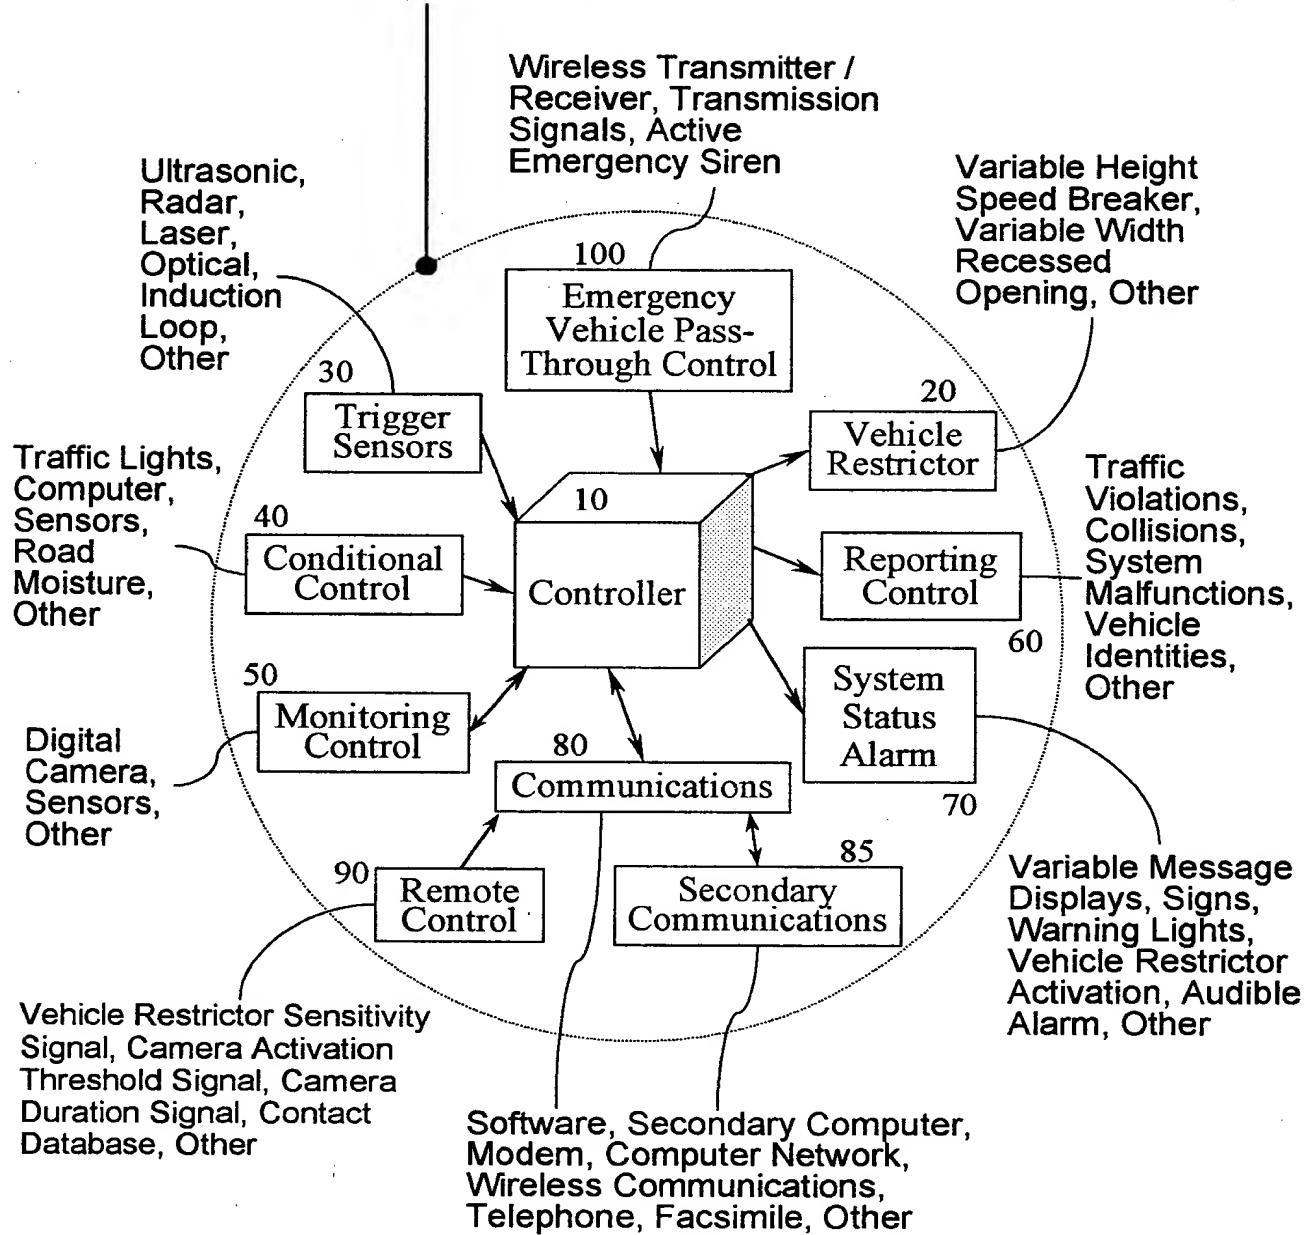 Wireless Transmitter /
Receiver, Transmission
Signals, Active
Emergency Siren
Ultrasonic,
Radar,
Laser,
Optical,
Induction
Loop,
Other
Variable Height
Speed Breaker,
Variable Width
Recessed
Opening, Other
100
Emergency
Vehicle Pass-
Through Control
30
Trigger
Sensors
20
Vehicle
Restrictor
Traffic Lights,
Computer,
Sensors,
Road
Moisture,
Other
40
Conditional
Control
10
Controller
Reporting
Control
60
Traffic
Violations,
Collisions,
System
Malfunctions,
Vehicle
Identities,
Other
50
Monitoring
Control
Digital
Camera,
Sensors,
Other
80
Communications
System
Status
Alarm
70
90
Remote
Control
85
Secondary
Communications
Variable Message
Displays, Signs,
Warning Lights,
Vehicle Restrictor
Activation, Audible
Alarm, Other
Vehicle Restrictor Sensitivity
Signal, Camera Activation
Threshold Signal, Camera
Duration Signal, Contact
Database, Other
Software, Secondary Computer,
Modem, Computer Network,
Wireless Communications,
Telephone, Facsimile, Other